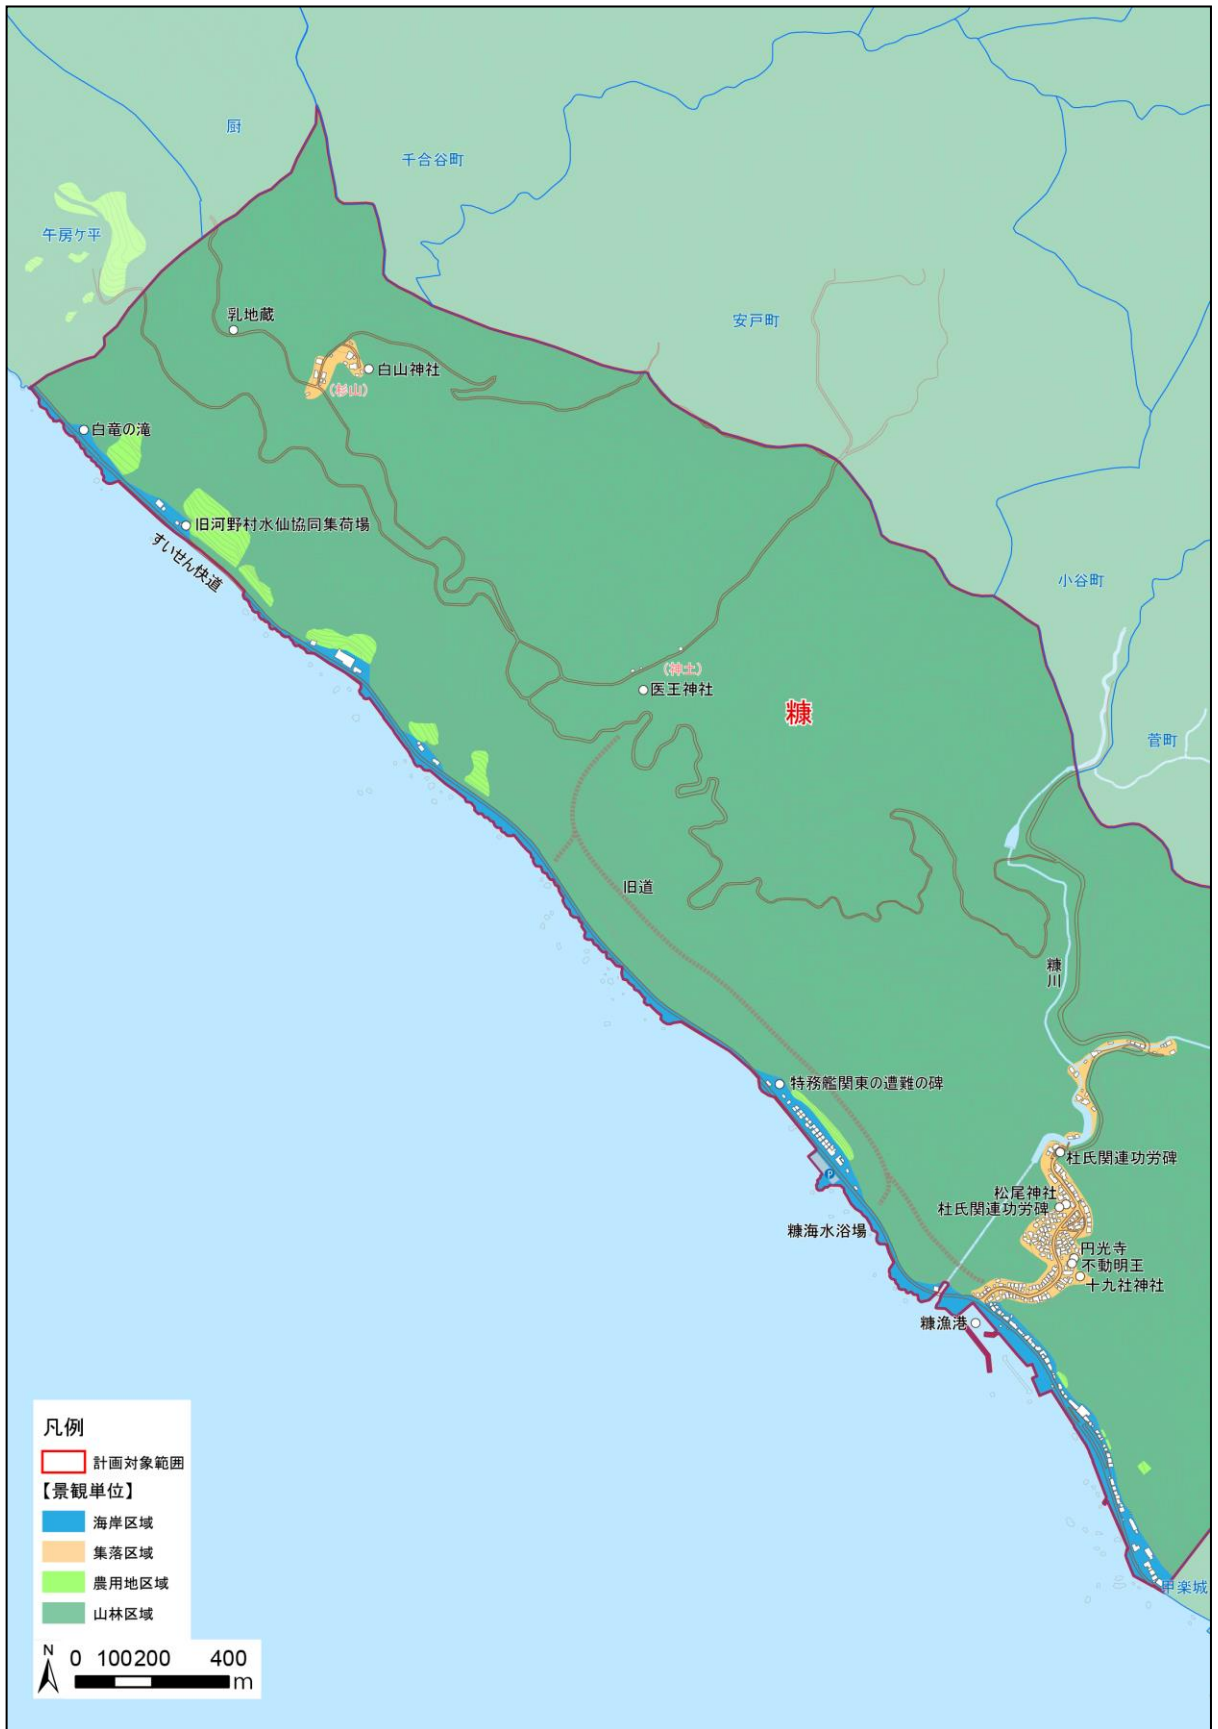 厨
千合谷町
午房ケ平
安戸町
乳地蔵
白山神社
(杉山)
白竜の滝
旧河野村水仙協同集荷場
すいせん快道
小谷町
(神土)
医王神社
糠
菅町
旧道
糠川
特務艦関東の遭難の碑
P
杜氏関連功労碑
松尾神社
杜氏関連功労碑
糠海水浴場
円光寺
不動明王
十九社神社
糠漁港
甲楽城
凡例
計画対象範囲
【景観単位】
海岸区域
集落区域
農用地区域
山林区域
N
0 100 200 400
m